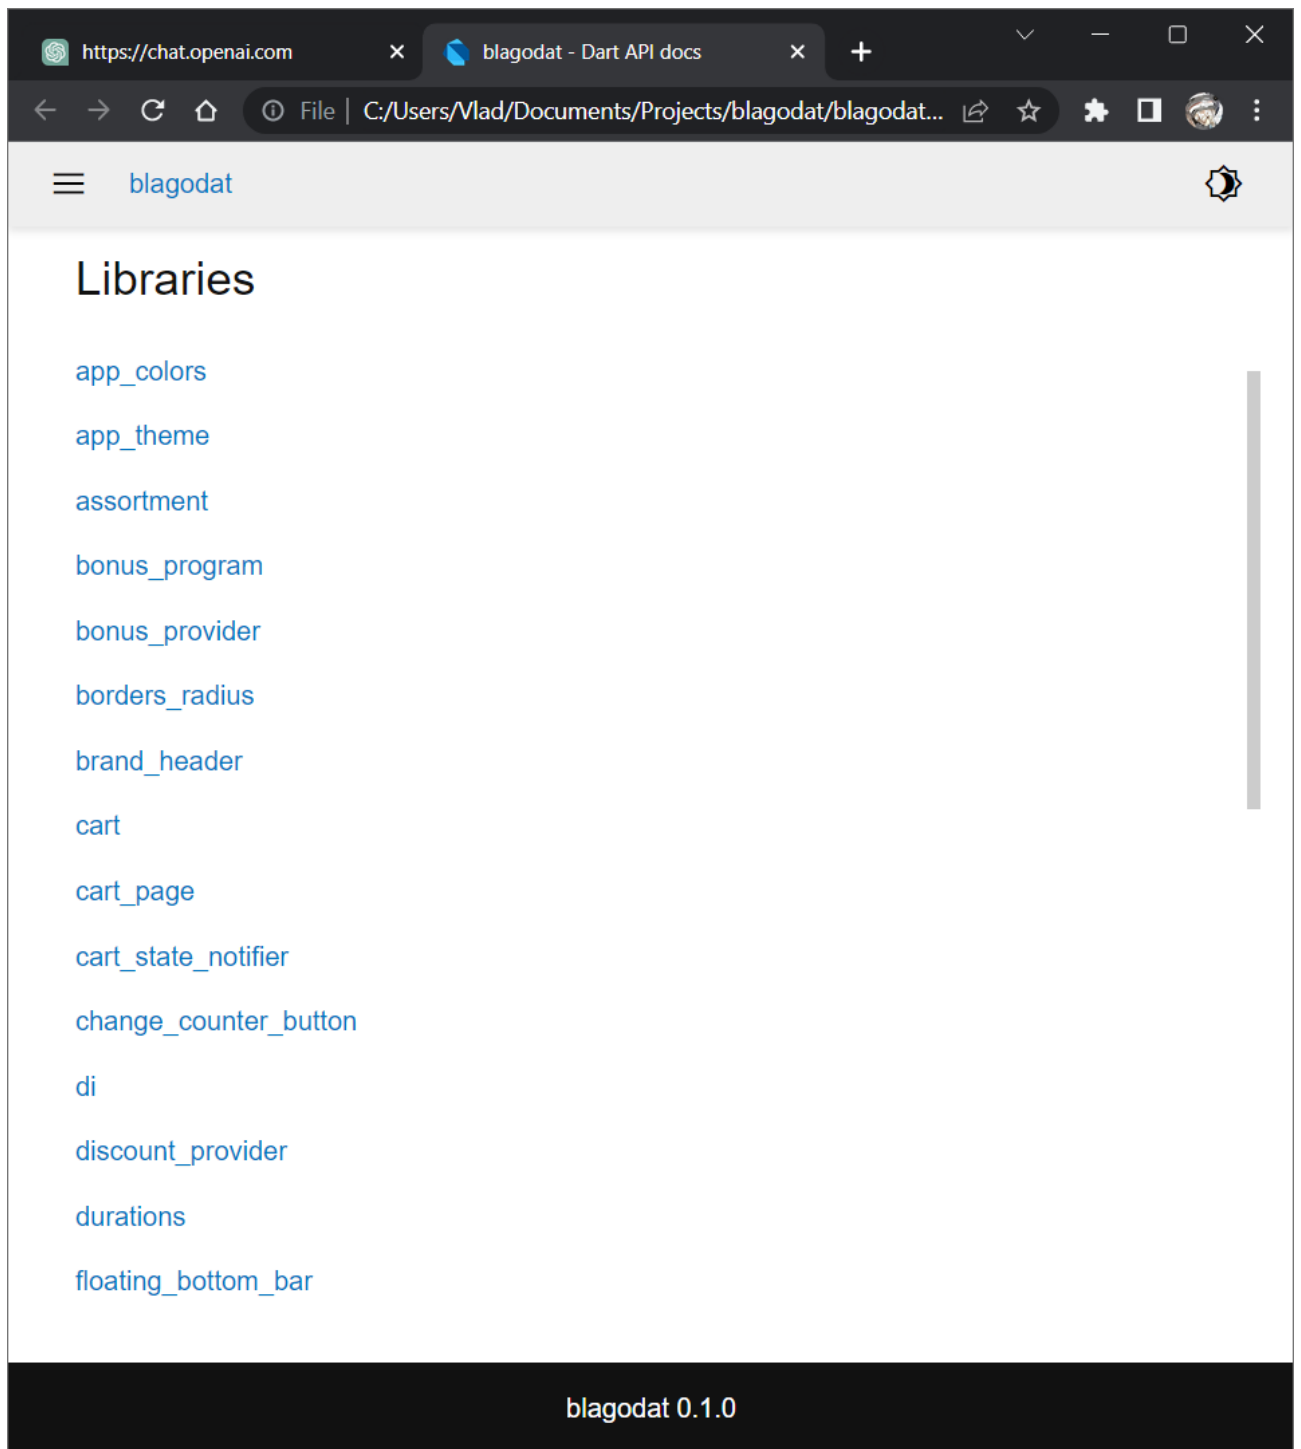 https://chat.openai.com
blagodat - Dart API docs
File | C:/Users/Vlad/Documents/Projects/blagodat/blagodat...
blagodat
Libraries
app_colors
app_theme
assortment
bonus_program
bonus_provider
borders_radius
brand_header
cart
cart_page
cart_state_notifier
change_counter_button
di
discount_provider
durations
floating_bottom_bar
blagodat 0.1.0